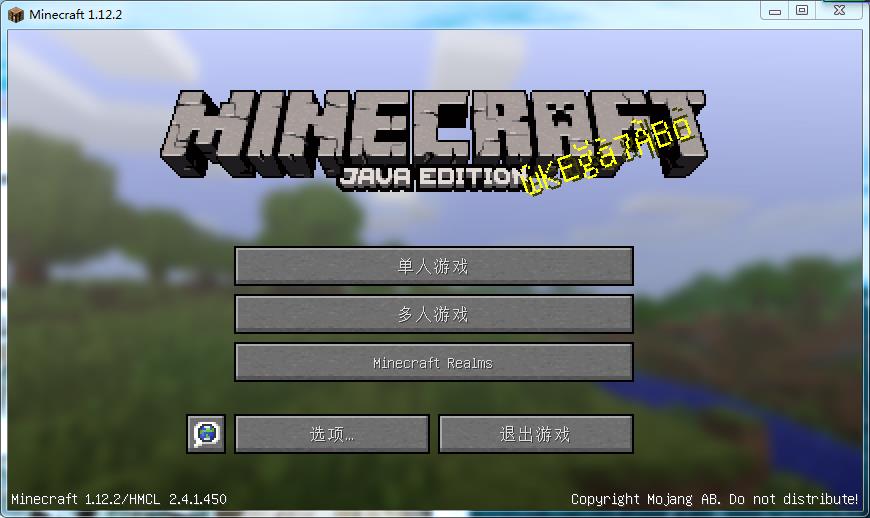 Minecraft 1.12.2
MINECRAFT
JAVA EDITION
单人游戏
多人游戏
Minecraft Realms
选项...
退出游戏
Minecraft 1.12.2/HMCL 2.4.1.450
Copyright Mojang AB. Do not distribute!